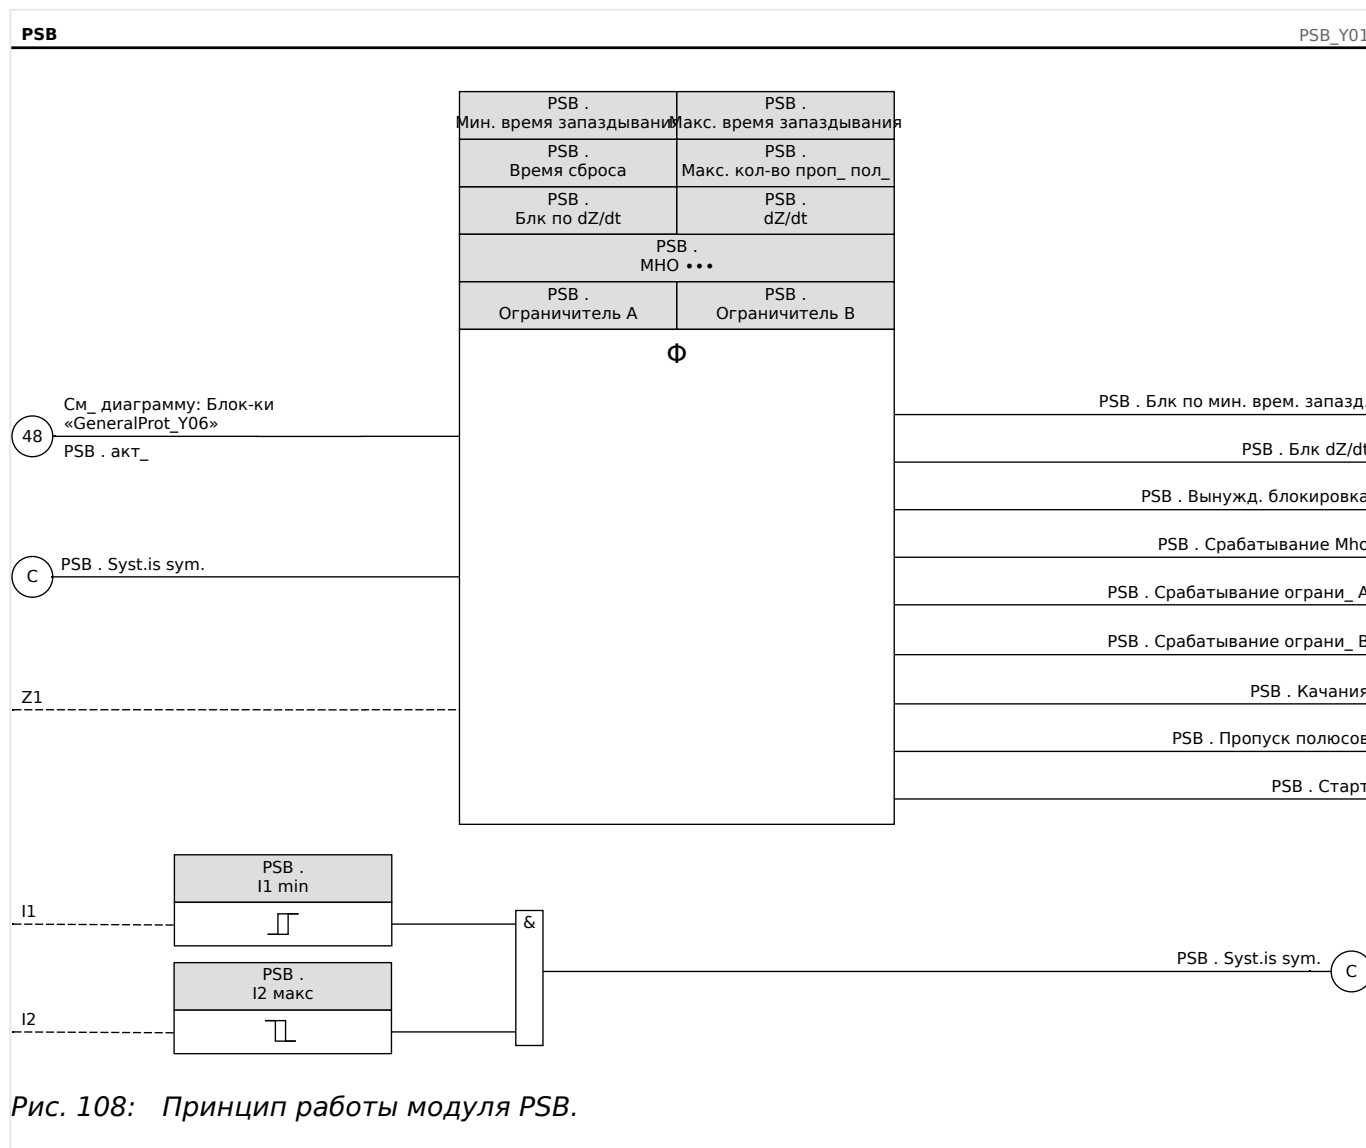 PSB
PSB_Y01
PSB .
Мин. время запаздывания
PSB .
Макс. время запаздывания
PSB .
Время сброса
PSB .
Макс. кол-во проп_ пол_
PSB .
Блк по dZ/dt
PSB .
dZ/dt
PSB .
МНО •••
PSB .
Ограничитель A
PSB .
Ограничитель B
Φ
См_ диаграмму: Блок-ки
«GeneralProt_Y06»
48
PSB . акт_
PSB . Syst.is sym.
C
Z1
PSB . Блк по мин. врем. запазд.
PSB . Блк dZ/dt
PSB . Вынужд. блокировка
PSB . Срабатывание Mho
PSB . Срабатывание ограни_ A
PSB . Срабатывание ограни_ B
PSB . Качания
PSB . Пропуск полюсов
PSB . Старт
PSB .
I1 min
I1
&
PSB .
I2 макс
I2
PSB . Syst.is sym.
C
Рис. 108: Принцип работы модуля PSB.